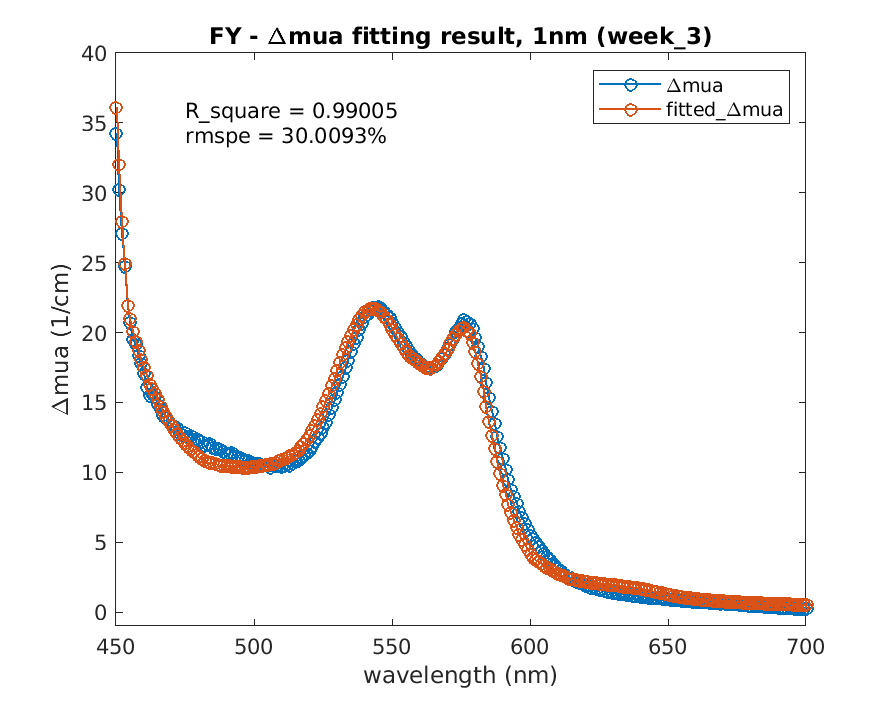 FY - Δmua fitting result, 1nm (week_3)
R_square = 0.99005
rmspe = 30.0093%
Δmua
fitted_Δmua
Δmua (1/cm)
40
35
30
25
20
15
10
5
0
450 500 550 600 650 700
wavelength (nm)